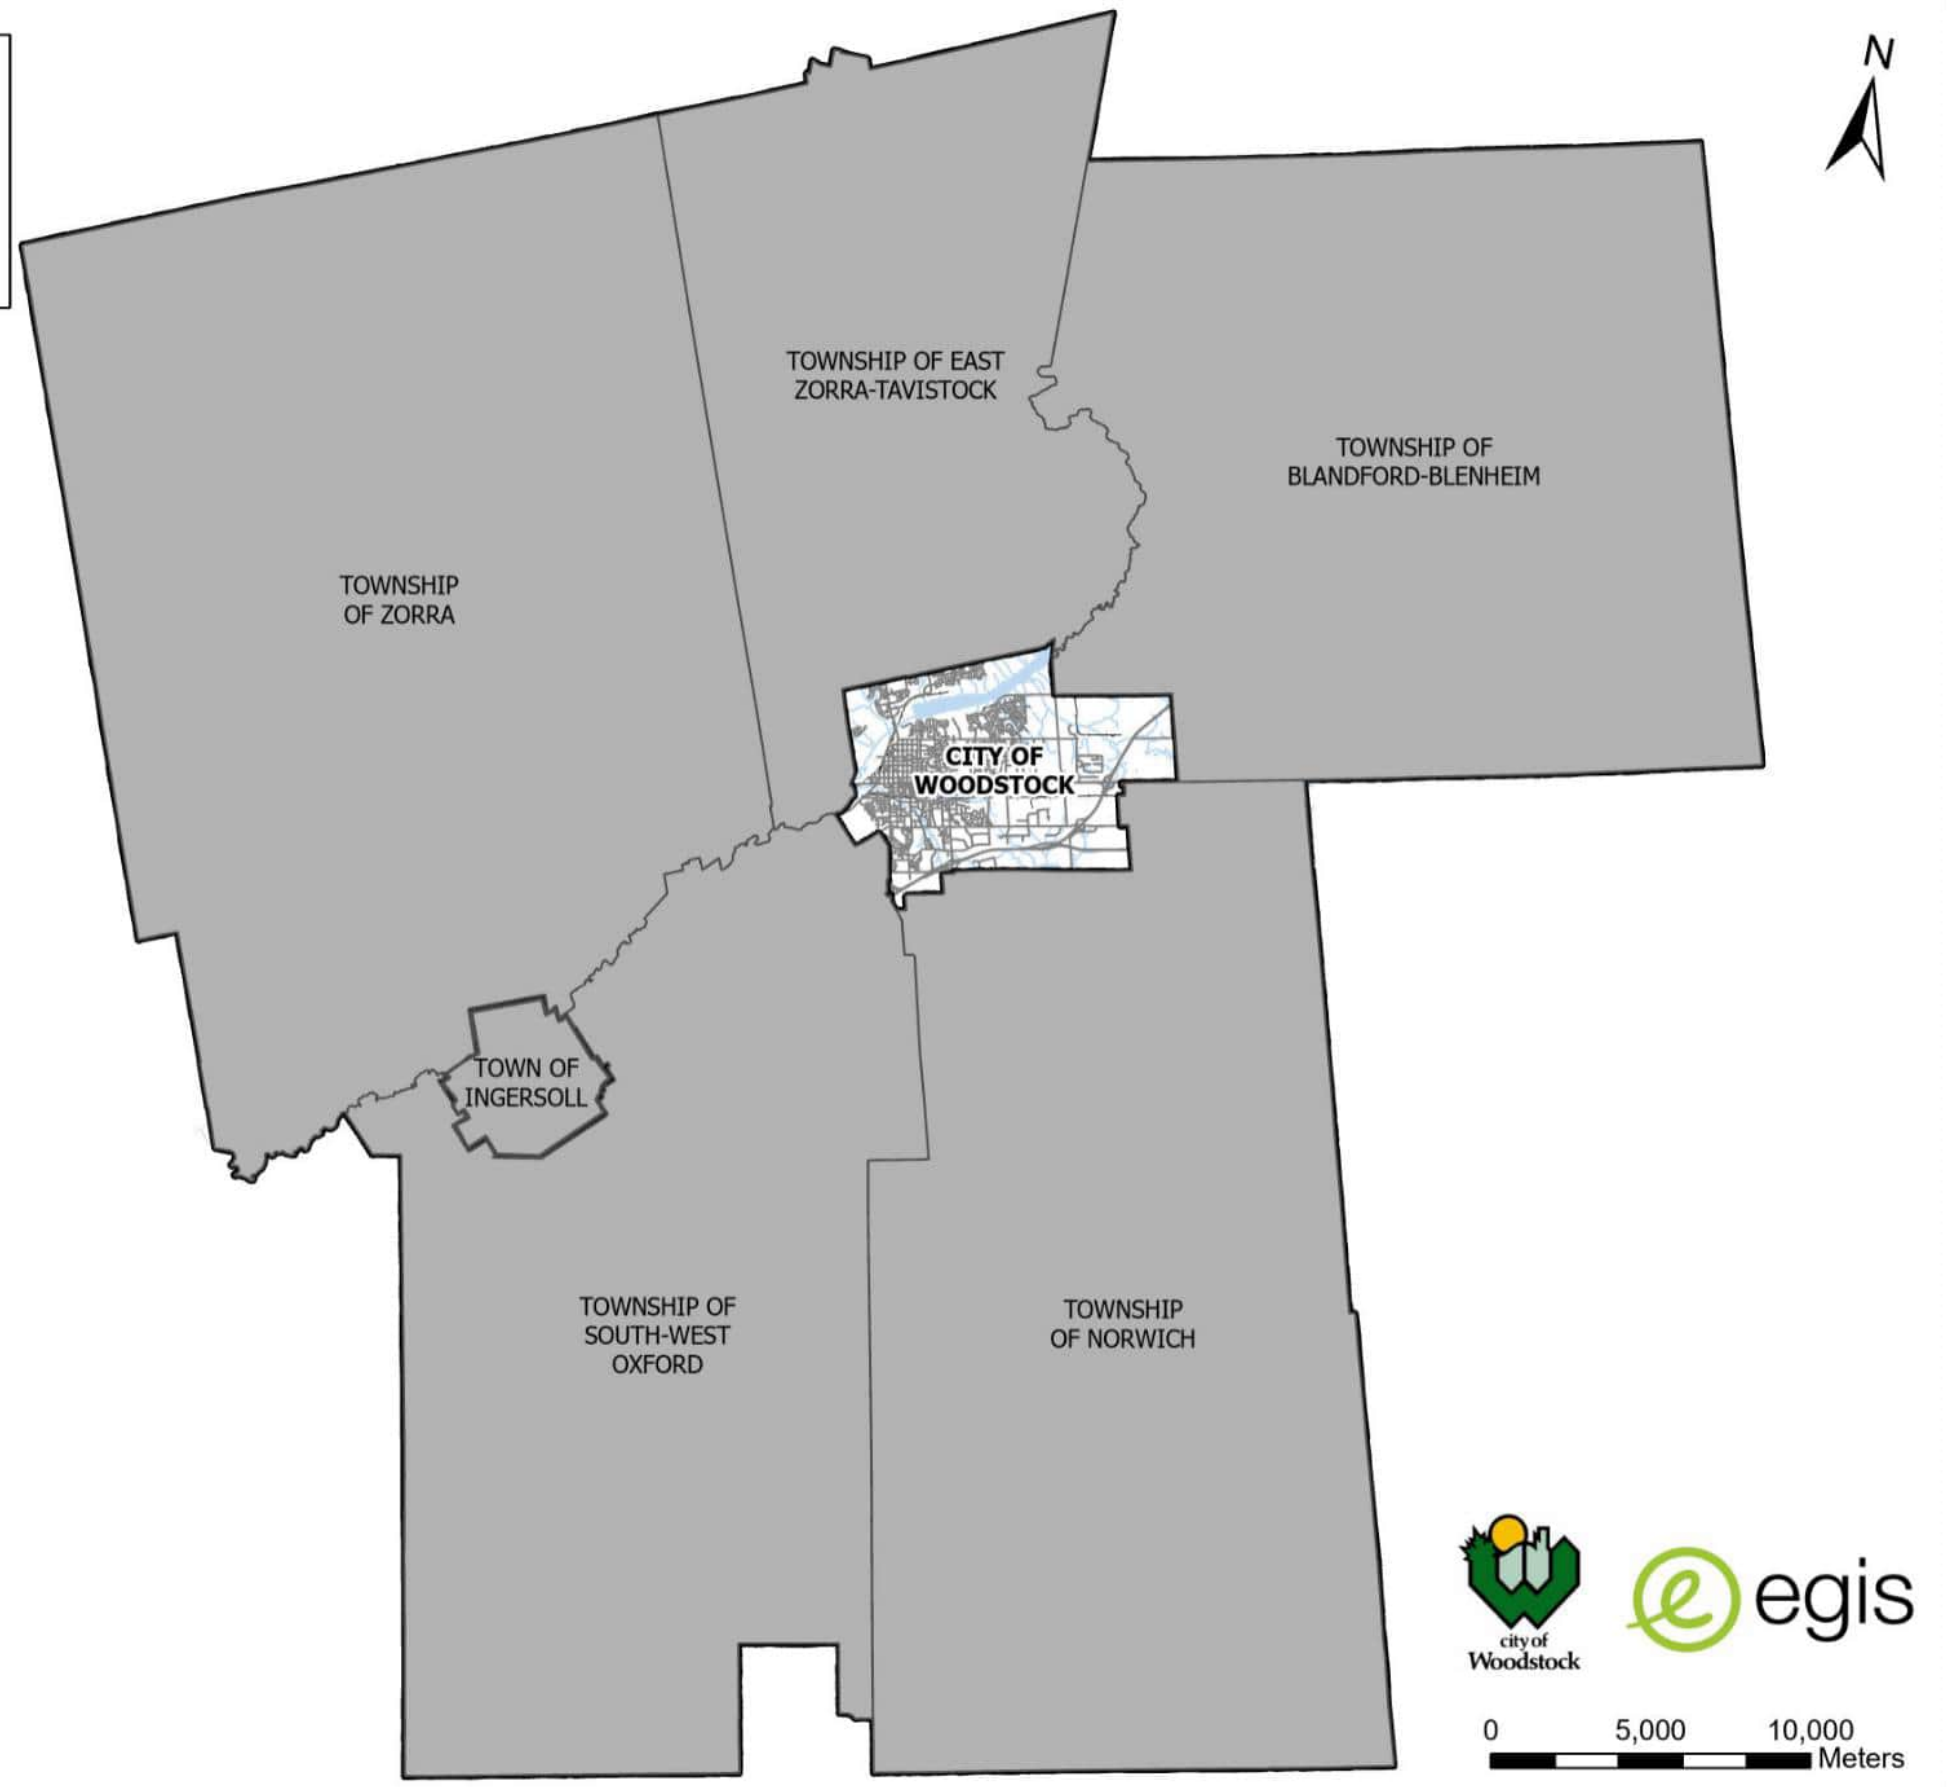 N
TOWNSHIP OF EAST
ZORRA-TAVISTOCK
TOWNSHIP OF
BLANDFORD-BLENHEIM
TOWNSHIP
OF ZORRA
CITY OF
WOODSTOCK
TOWN OF
INGERSOLL
TOWNSHIP OF
SOUTH-WEST
OXFORD
TOWNSHIP
OF NORWICH
city of
Woodstock
e egis
0 5,000 10,000
Meters